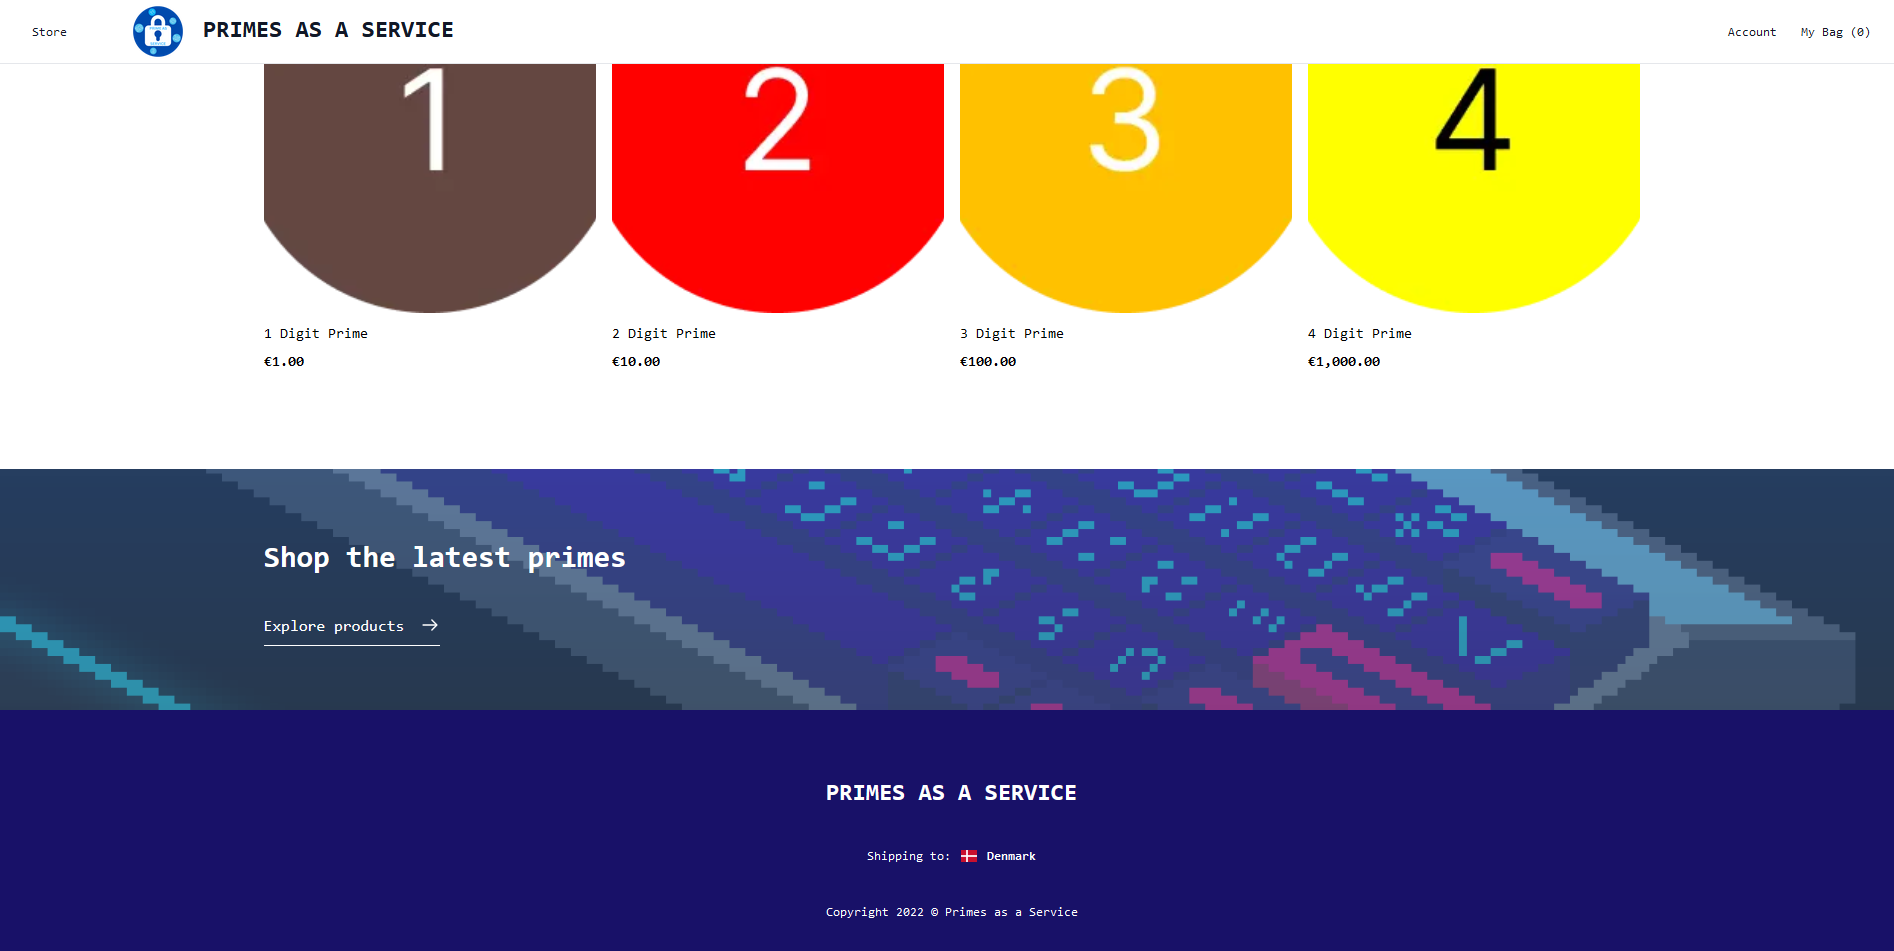 Store
PRIMES AS A SERVICE
Account
My Bag (0)
1
2
3
4
1 Digit Prime
€1.00
2 Digit Prime
€10.00
3 Digit Prime
€100.00
4 Digit Prime
€1,000.00
Shop the latest primes
Explore products
PRIMES AS A SERVICE
Shipping to: Denmark
Copyright 2022 © Primes as a Service